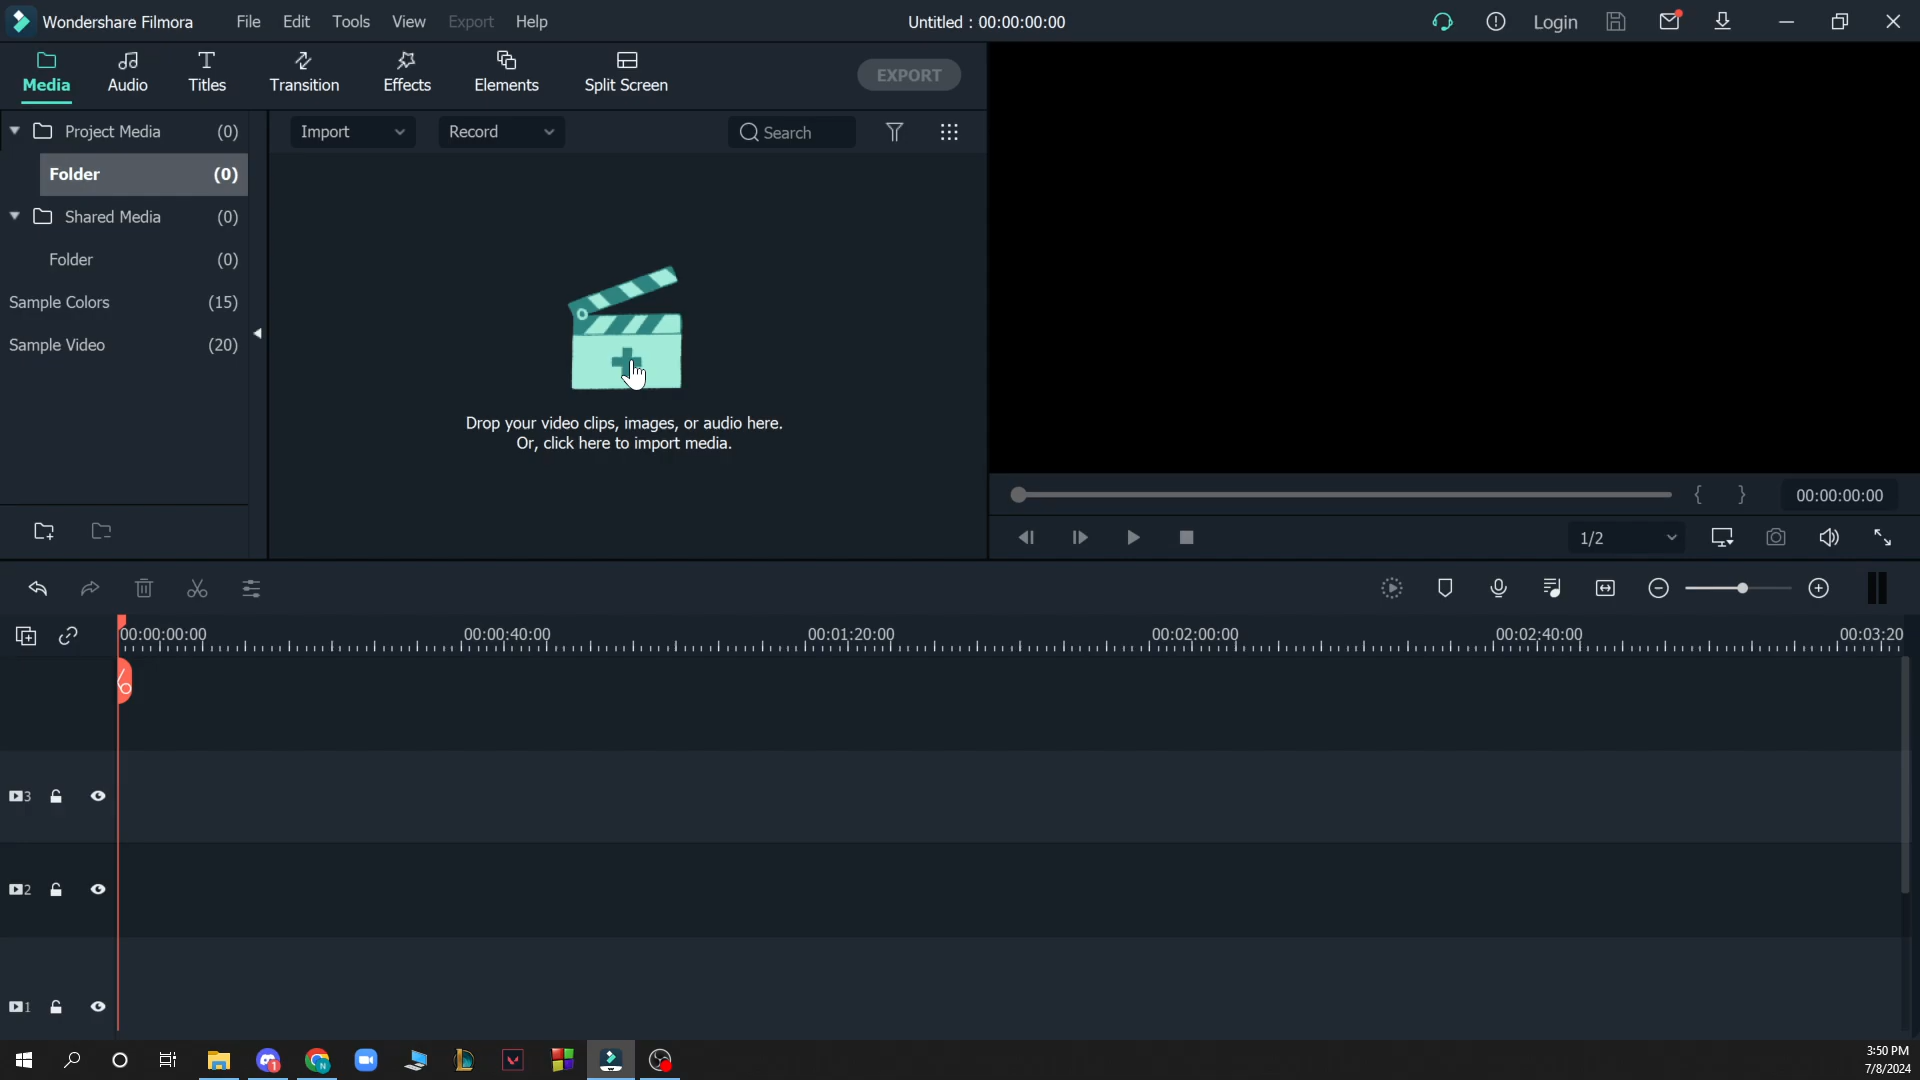 Wondershare Filmora File Edit Tools View Export Help Untitled : 00:00:00:00 Login
Media Audio Titles Transition Effects Elements Split Screen EXPORT
Project Media (0)
Folder (0)
Shared Media (0)
Folder (0)
Sample Colors (15)
Sample Video (20)
Import Record Search
Drop your video clips, images, or audio here.
Or, click here to import media.
{ } 00:00:00:00
1/2
00:00:00:00 00:00:40:00 00:01:20:00 00:02:00:00 00:02:40:00 00:03:20
3
2
1
1
N
3:50 PM
7/8/2024